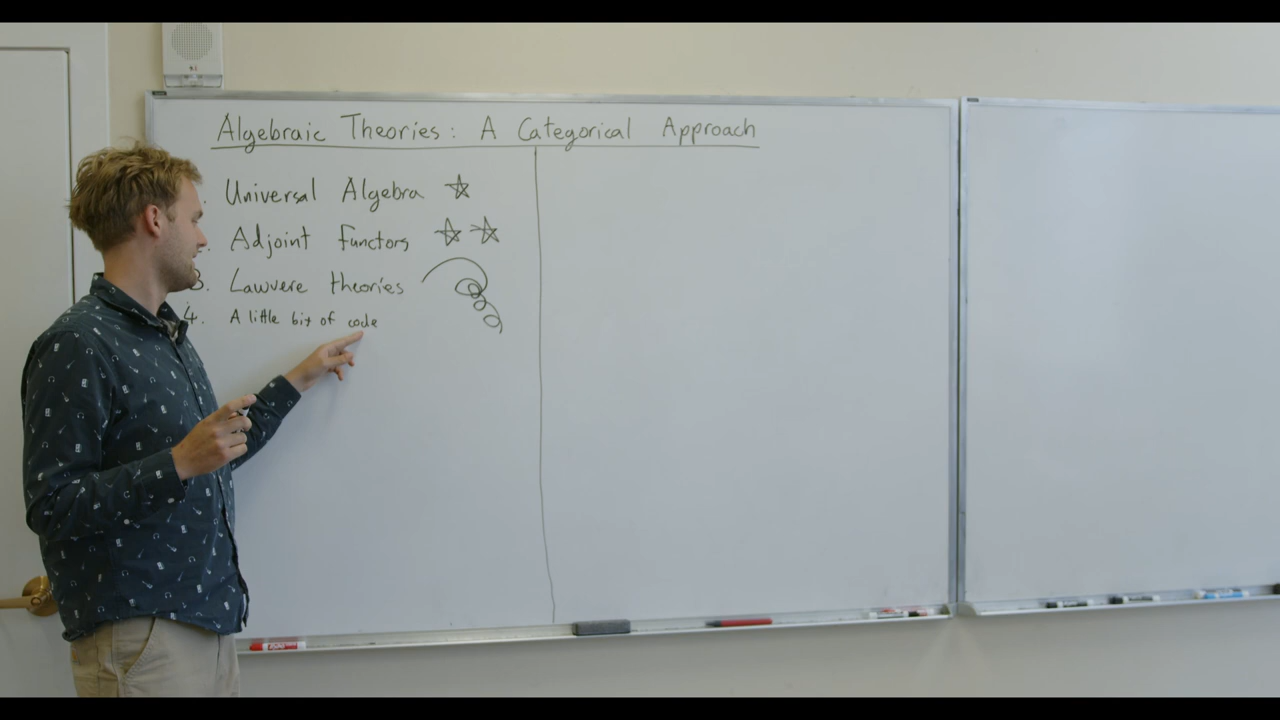 Algebraic Theories: A Categorical Approach
Universal Algebra
Adjoint Functors
3. Lawvere theories
4. A little bit of code